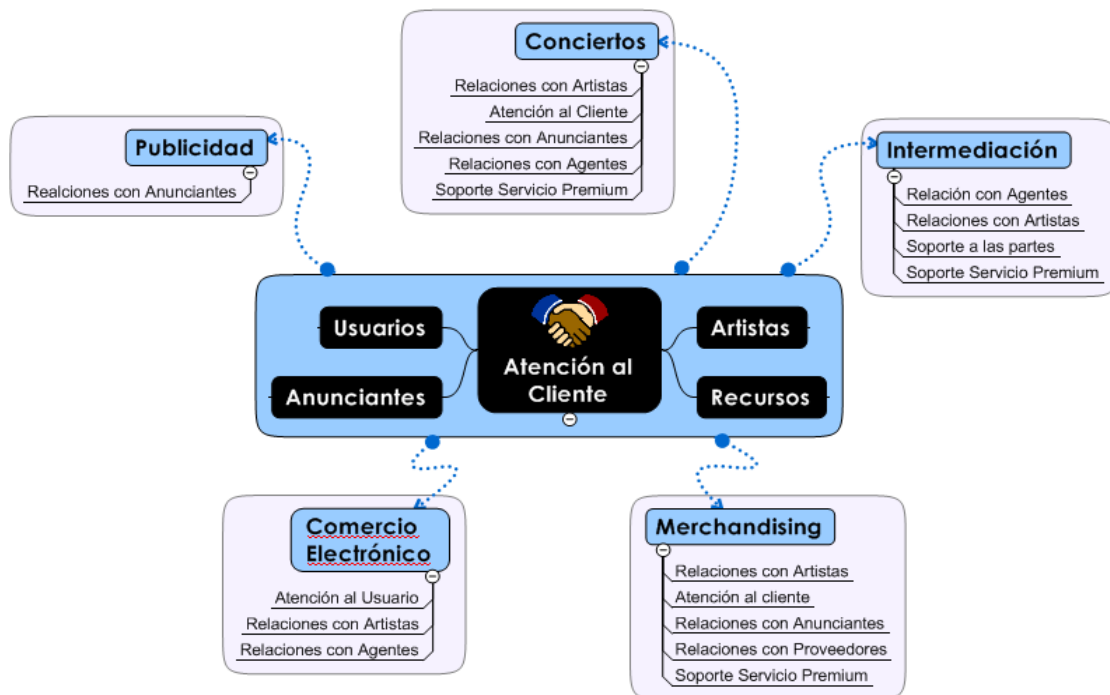 Conciertos
Relaciones con Artistas
Atención al Cliente
Relaciones con Anunciantes
Relaciones con Agentes
Soporte Servicio Premium
Publicidad
Realciones con Anunciantes
Intermediación
Relación con Agentes
Relaciones con Artistas
Soporte a las partes
Soporte Servicio Premium
Usuarios
Anunciantes
Atención al
Cliente
Artistas
Recursos
Comercio
Electrónico
Atención al Usuario
Relaciones con Artistas
Relaciones con Agentes
Merchandising
Relaciones con Artistas
Atención al cliente
Relaciones con Anunciantes
Relaciones con Proveedores
Soporte Servicio Premium